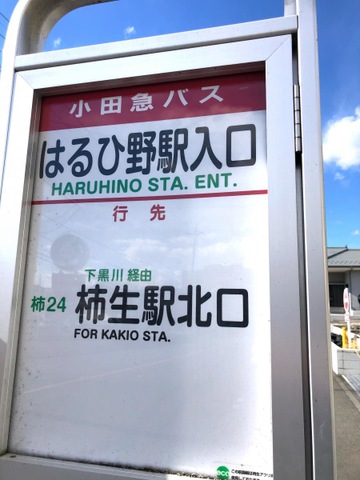 小田急バス
はるひ野駅入口
HARUHINO STA. ENT.
行先
下黒川 経由
柿24 柿生駅北口
FOR KAKIO STA.